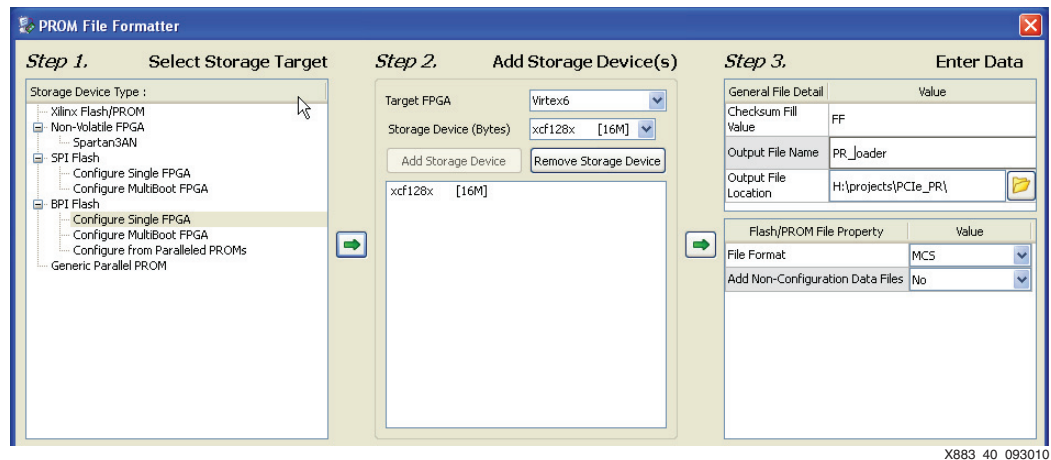 PROM File Formatter
Step 1. Select Storage Target
Storage Device Type :
Xilinx Flash/PROM
Non-Volatile FPGA
Spartan3AN
SPI Flash
Configure Single FPGA
Configure MultiBoot FPGA
BPI Flash
Configure Single FPGA
Configure MultiBoot FPGA
Configure from Paralleled PROMs
Generic Parallel PROM
Step 2. Add Storage Device(s)
Target FPGA Virtex6
Storage Device (Bytes) xcf128x [16M]
Add Storage Device Remove Storage Device
xcf128x [16M]
Step 3. Enter Data
General File Detail Value
Checksum Fill
Value FF
Output File Name PR_loader
Output File
Location H:\projects\PCIe_PR\
Flash/PROM File Property Value
File Format MCS
Add Non-Configuration Data Files No
X883_40_093010